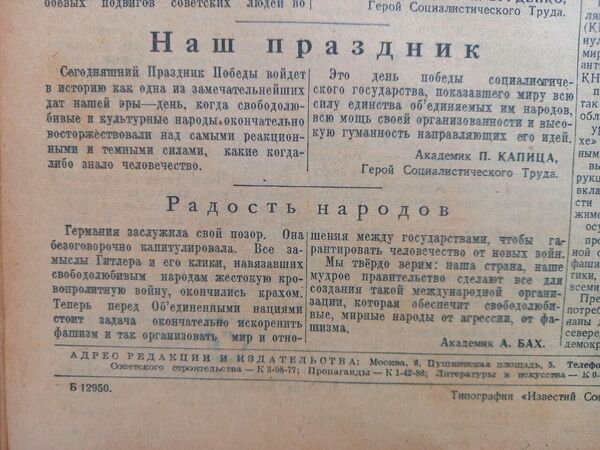 боевых подвигов советских людей во
Герой Социалистического Труда.
Наш праздник
Сегодняшний Праздник Победы войдет
в историю как одна из замечательнейших
дат нашей эры—день, когда свободолю-
бивые и культурные народы окончательно
восторжествовали над самыми реакцион-
ными и темными силами, какие когда-
либо знало человечество.
Это день победы социалистиче-
ского государства, показавшего миру всю
силу единства об'единяемых им народов,
всю мощь своей организованности и высо-
кую гуманность направляющих его идей.
Академик П. КАПИЦА,
Герой Социалистического Труда.
Радость народов
Германия заслужила свой позор. Она
безоговорочно капитулировала. Все за-
мыслы Гитлера и его клики, навязавших
свободолюбивым народам жестокую кро-
вопролитную войну, окончились крахом.
Теперь перед Об'единенными нациями
стоит задача окончательно искоренить
фашизм и так организовать мир и отно-
шения между государствами, чтобы га-
рантировать человечество от новых войн.
Мы твёрдо верим: наша страна, наше
мудрое правительство сделают все для
создания такой международной органи-
зации, которая обеспечит свободолюби-
вые, мирные народы от агрессии, от фа-
шизма.
Академик А. БАХ.
АДРЕС РЕДАКЦИИ И ИЗДАТЕЛЬСТВА: Москва, 6, Пушкинская площадь, 5.
Советского строительства — К 3-98-77; Пропаганды — К 1-42-86; Литературы и искусства — К 0-
Б 12950.
Типография «Известий